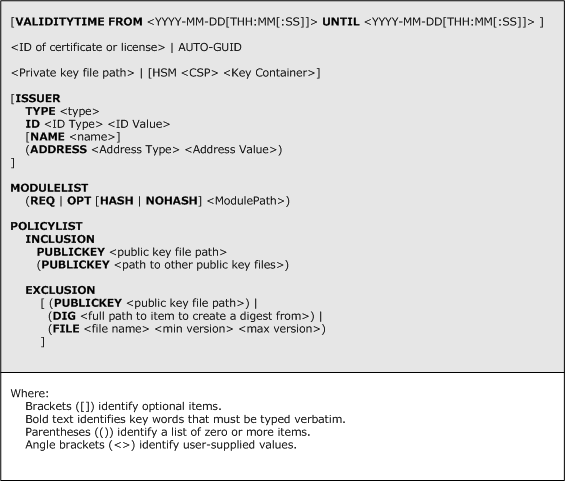 [VALIDITYTIME FROM <YYYY-MM-DD[THH:MM[:SS]]> UNTIL <YYYY-MM-DD[THH:MM[:SS]]> ]
<ID of certificate or license> | AUTO-GUID
<Private key file path> | [HSM <CSP> <Key Container>]
[ISSUER
TYPE <type>
ID <ID Type> <ID Value>
[NAME <name>]
(ADDRESS <Address Type> <Address Value>)
]
MODULELIST
(REQ | OPT [HASH | NOHASH] <ModulePath>)
POLICYLIST
INCLUSION
PUBLICKEY <public key file path>
(PUBLICKEY <path to other public key files>)
EXCLUSION
[ (PUBLICKEY <public key file path>) |
(DIG <full path to item to create a digest from>) |
(FILE <file name> <min version> <max version>)
]
Where:
Brackets ([]) identify optional items.
Bold text identifies key words that must be typed verbatim.
Parentheses (()) identify a list of zero or more items.
Angle brackets (<>) identify user-supplied values.